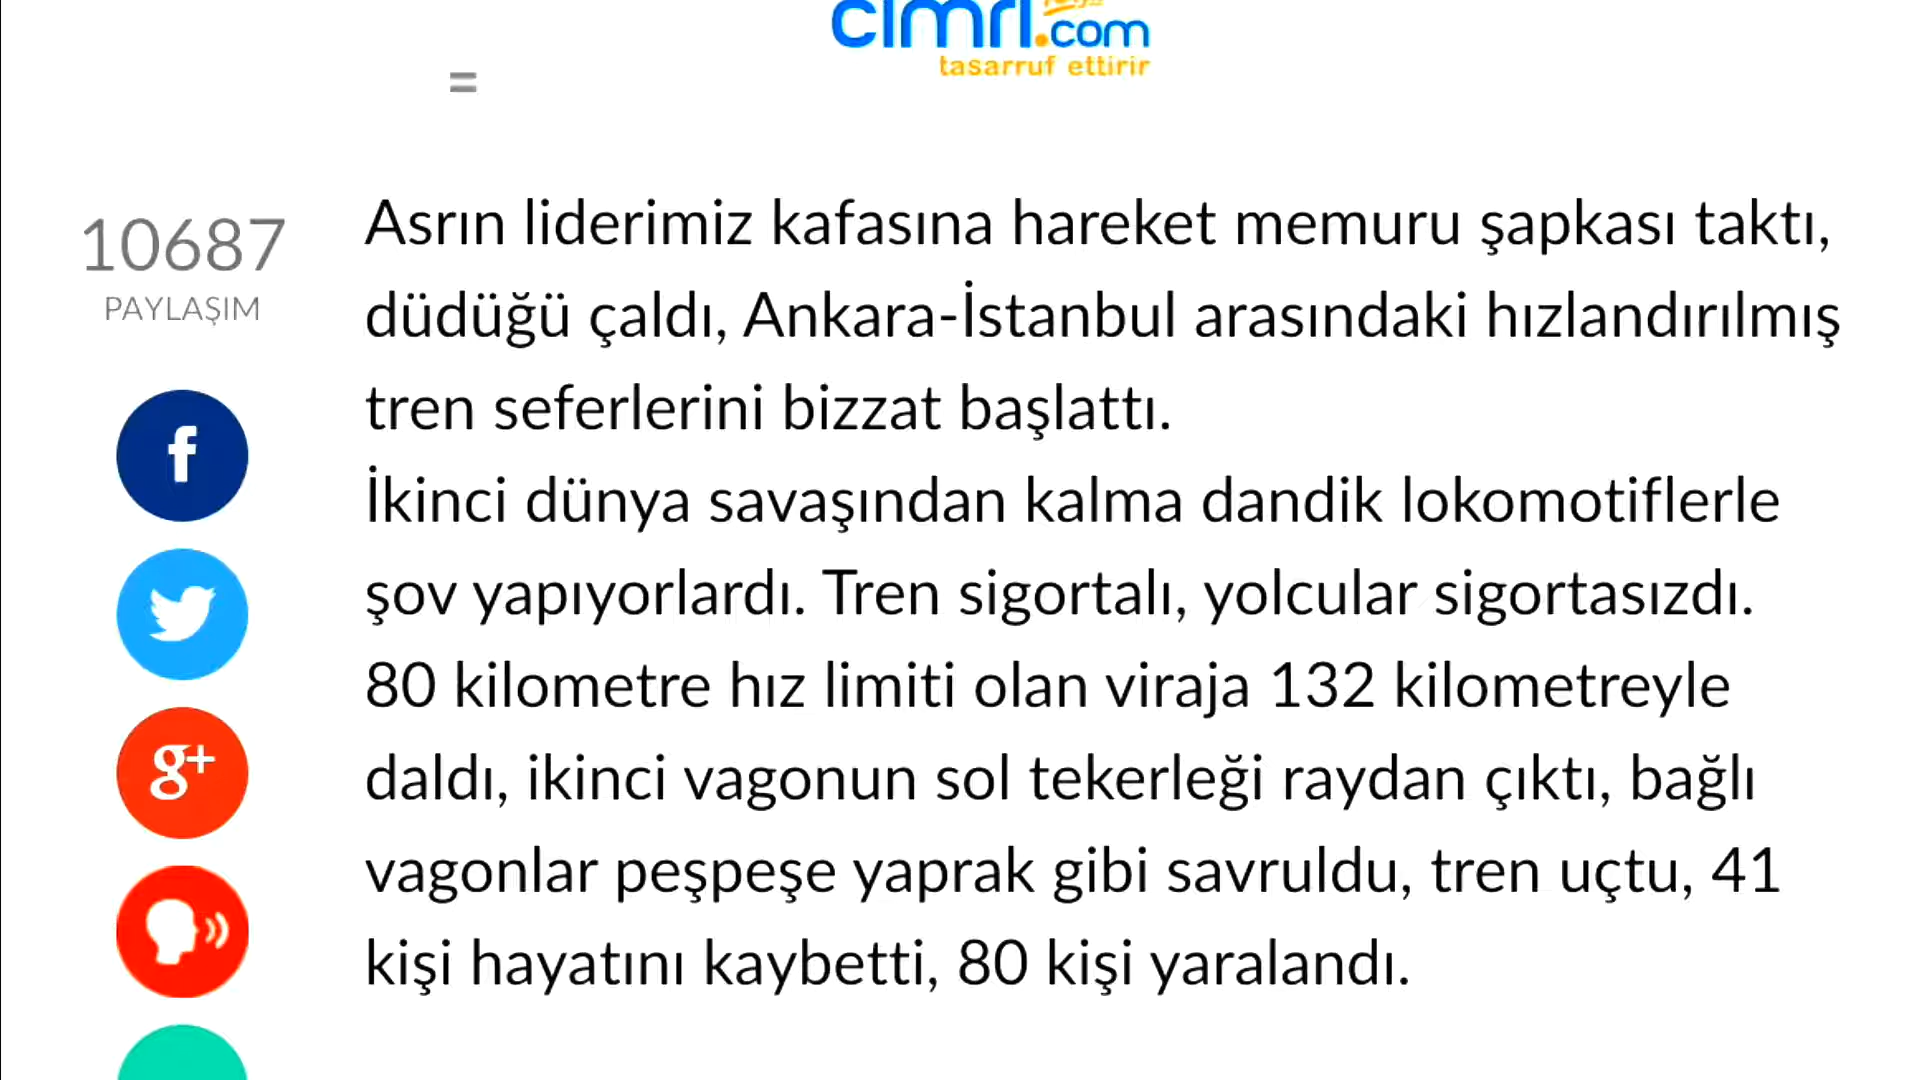 cimri.com
tasarruf ettirir
=
10687
PAYLAŞIM
Asrın liderimiz kafasına hareket memuru şapkası taktı,
düdüğü çaldı, Ankara-İstanbul arasındaki hızlandırılmış
tren seferlerini bizzat başlattı.
İkinci dünya savaşından kalma dandik lokomotiflerle
şov yapıyorlardı. Tren sigortalı, yolcular sigortasızdı.
80 kilometre hız limiti olan viraja 132 kilometreyle
daldı, ikinci vagonun sol tekerleği raydan çıktı, bağlı
vagonlar peşpeşe yaprak gibi savruldu, tren uçtu, 41
kişi hayatını kaybetti, 80 kişi yaralandı.
f
g+